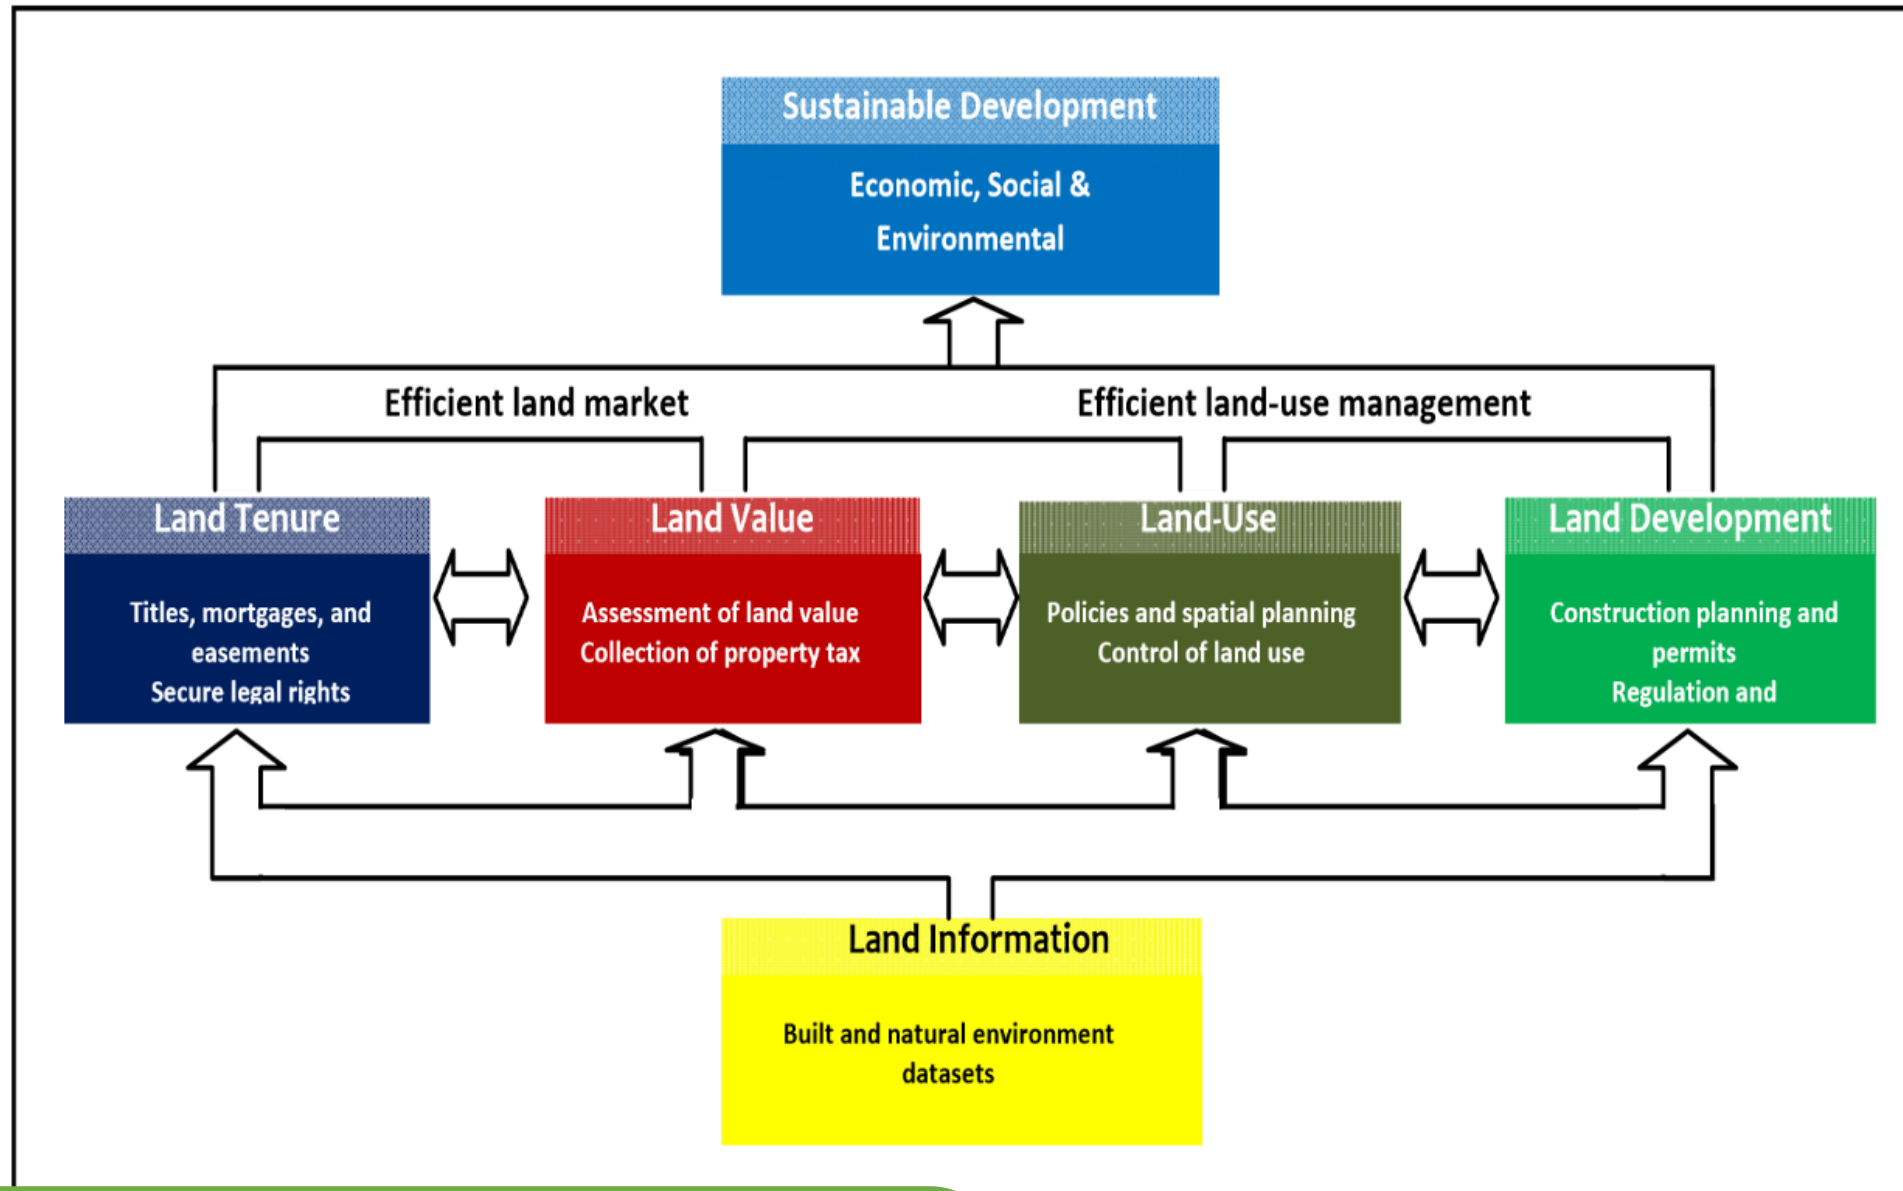 Sustainable Development
Economic, Social &
Environmental
Efficient land market
Efficient land-use management
Land Tenure
Titles, mortgages, and
easements
Secure legal rights
Land Value
Assessment of land value
Collection of property tax
Land-Use
Policies and spatial planning
Control of land use
Land Development
Construction planning and
permits
Regulation and
Land Information
Built and natural environment
datasets